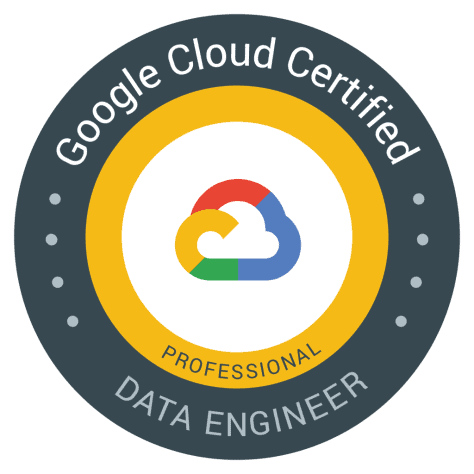 Google Cloud Certified
PROFESSIONAL
DATA ENGINEER